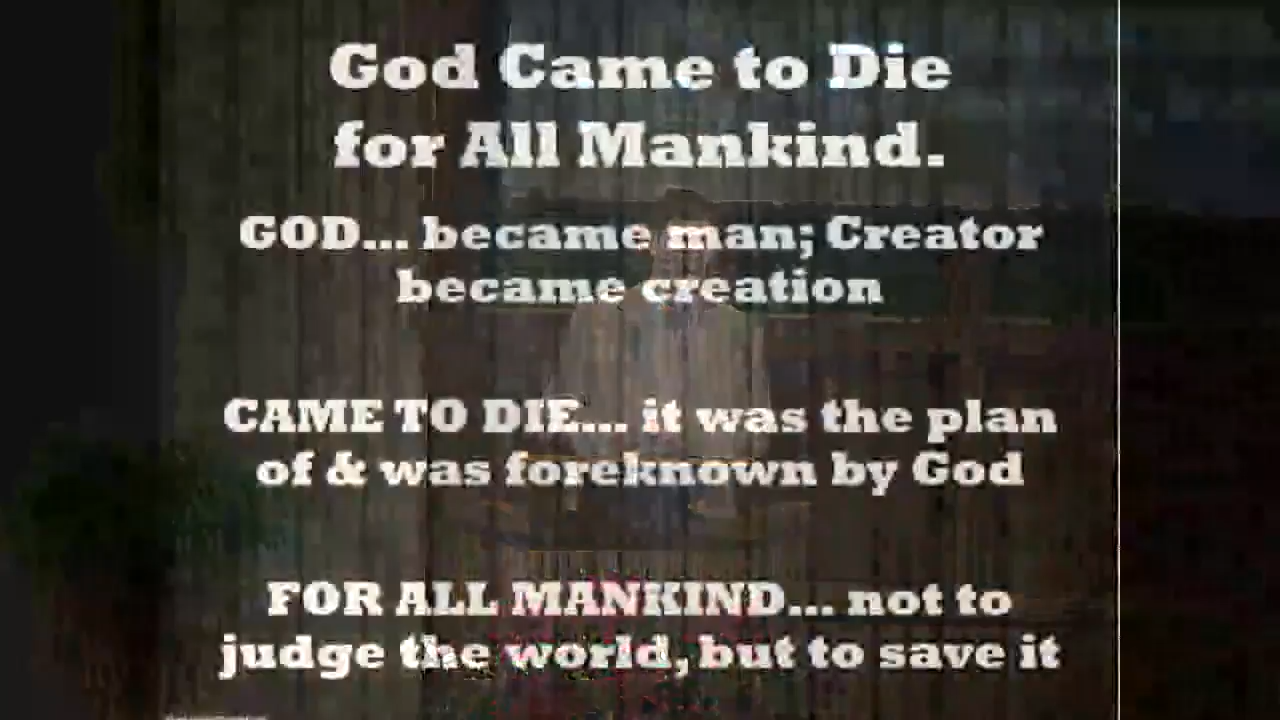 God Came to Die
for All Mankind.
GOD... became man; Creator
became creation
CAME TO DIE... it was the plan
of & was foreknown by God
FOR ALL MANKIND... not to
judge the world, but to save it